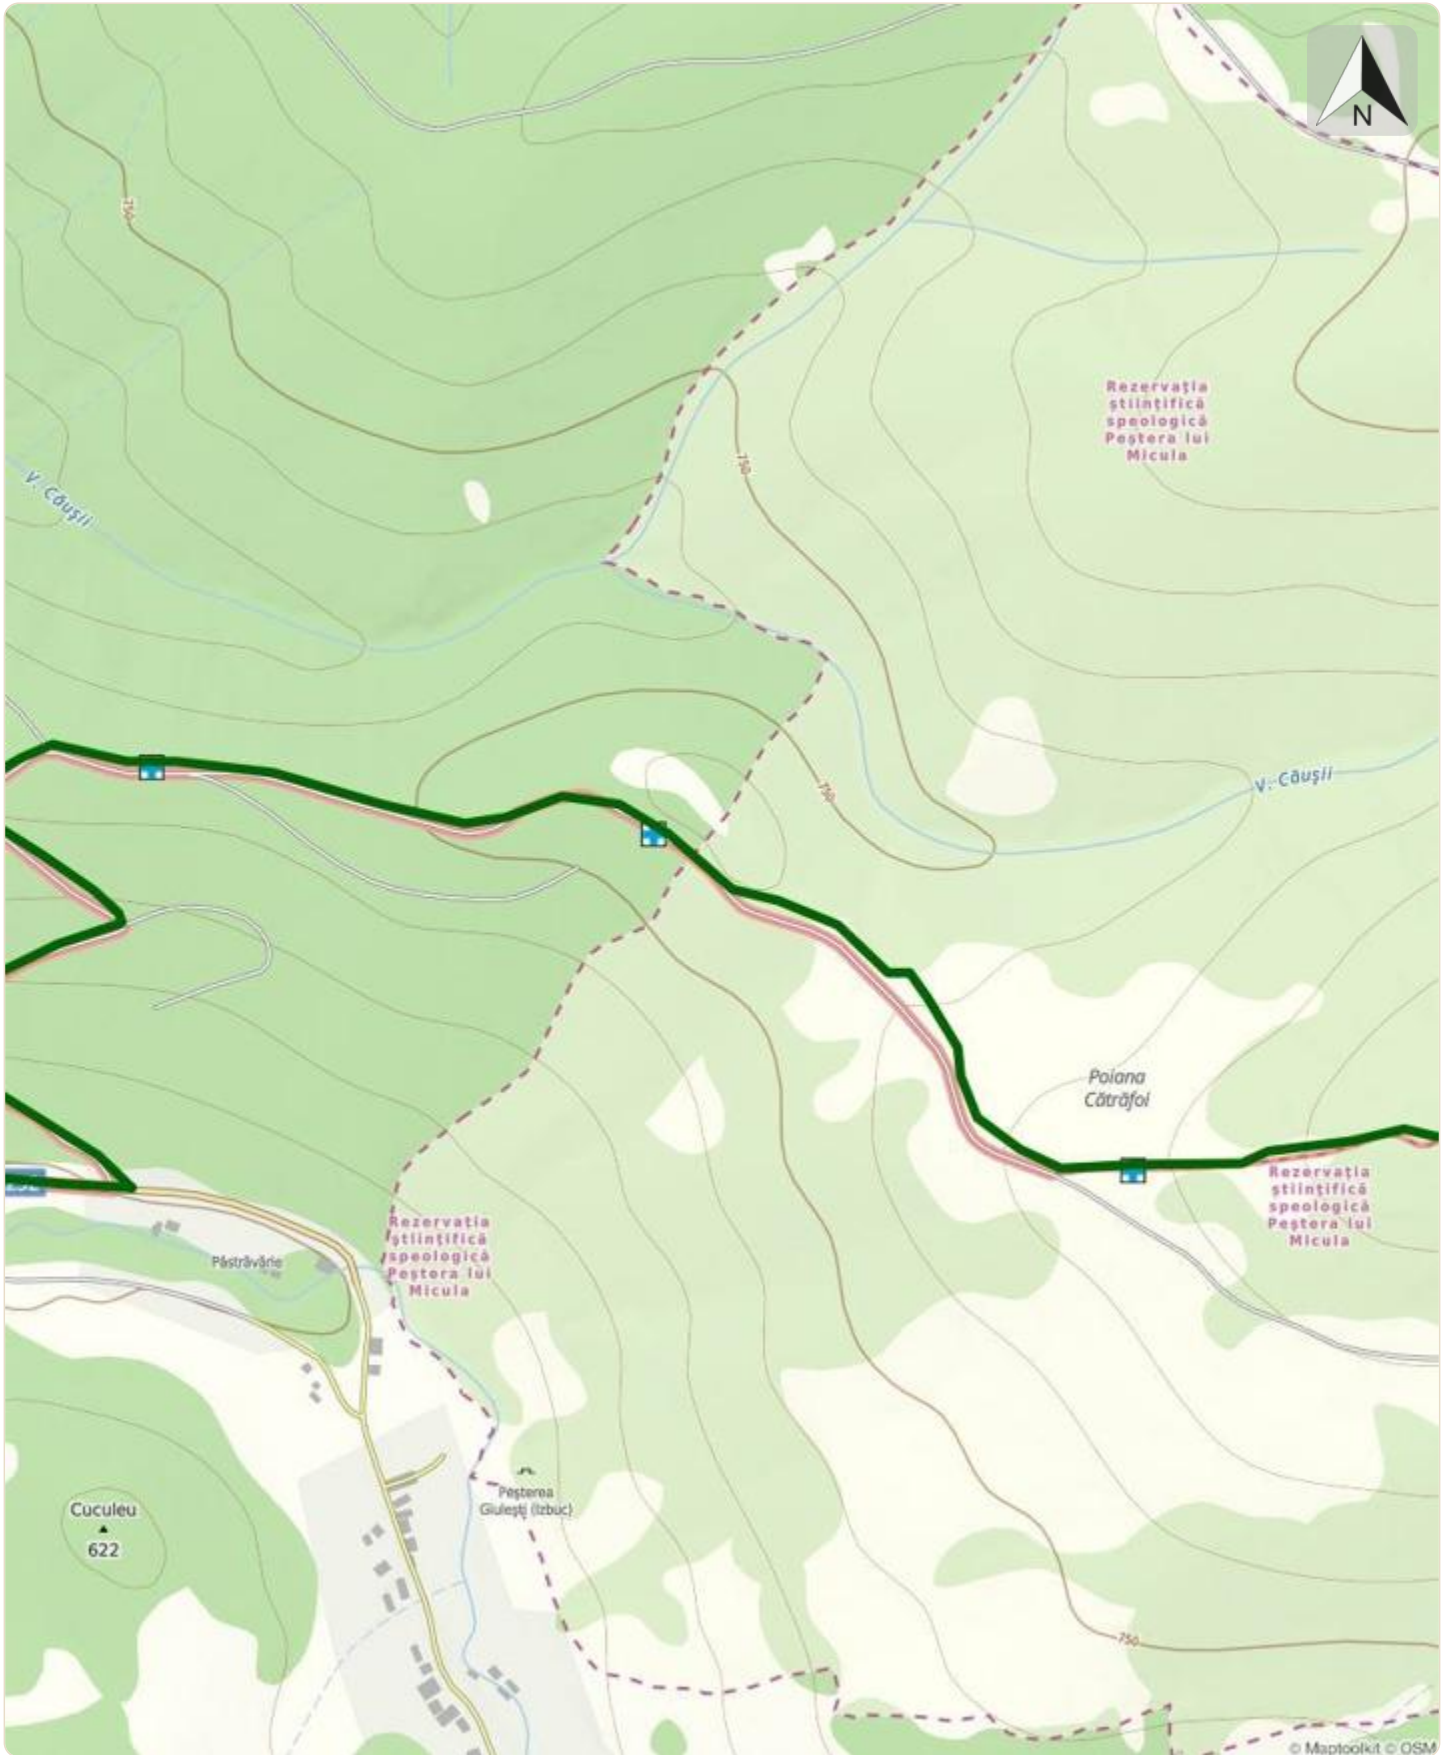 N
750
Rezervația
științifică
speologică
Peștera lui
Micula
750
V. Căușii
V. Căușii
750
Poiana
Cătrăfoi
Rezervația
științifică
speologică
Peștera lui
Micula
Rezervația
științifică
speologică
Peștera lui
Micula
Păstrăvărie
Peșterea
Giulești (Izbuc)
Cuculeu
622
750
© Maptoolkit © OSM